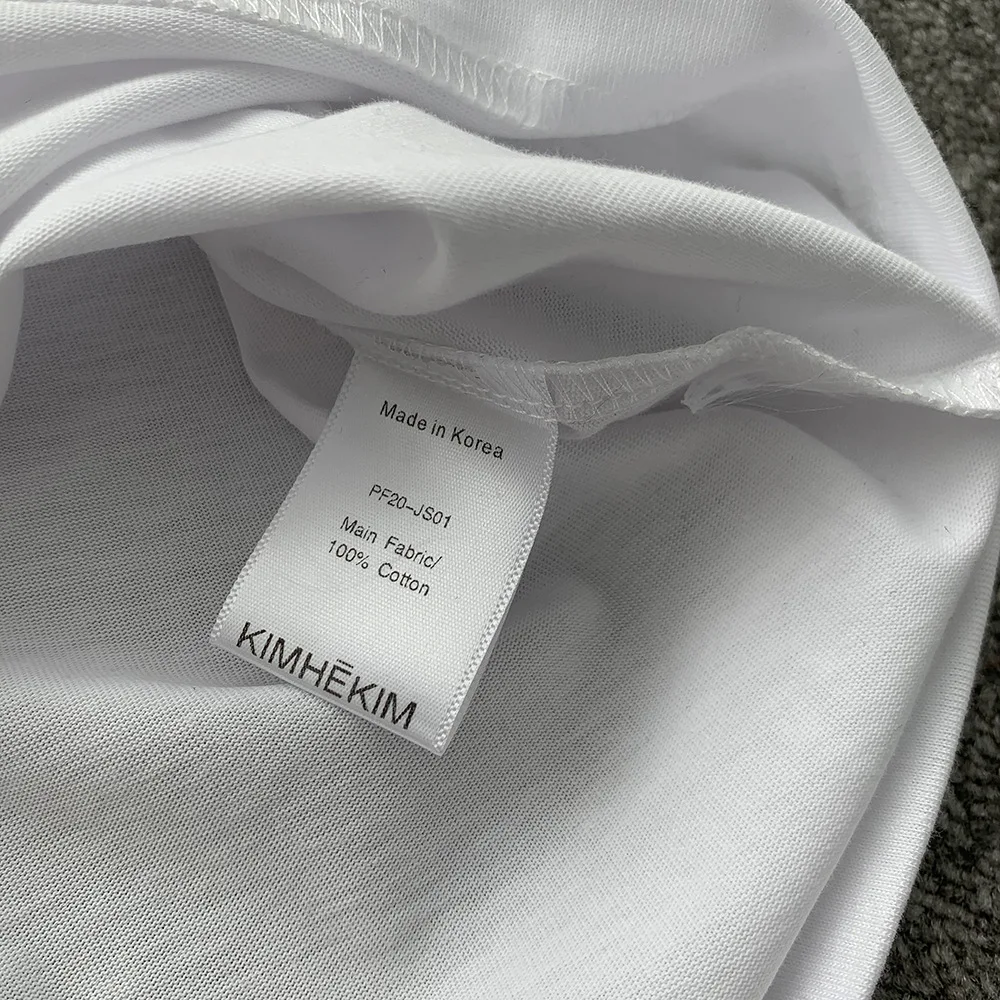 Made in Korea
PF20-JS01
Main Fabric/
100% Cotton
KIMHĒKIM